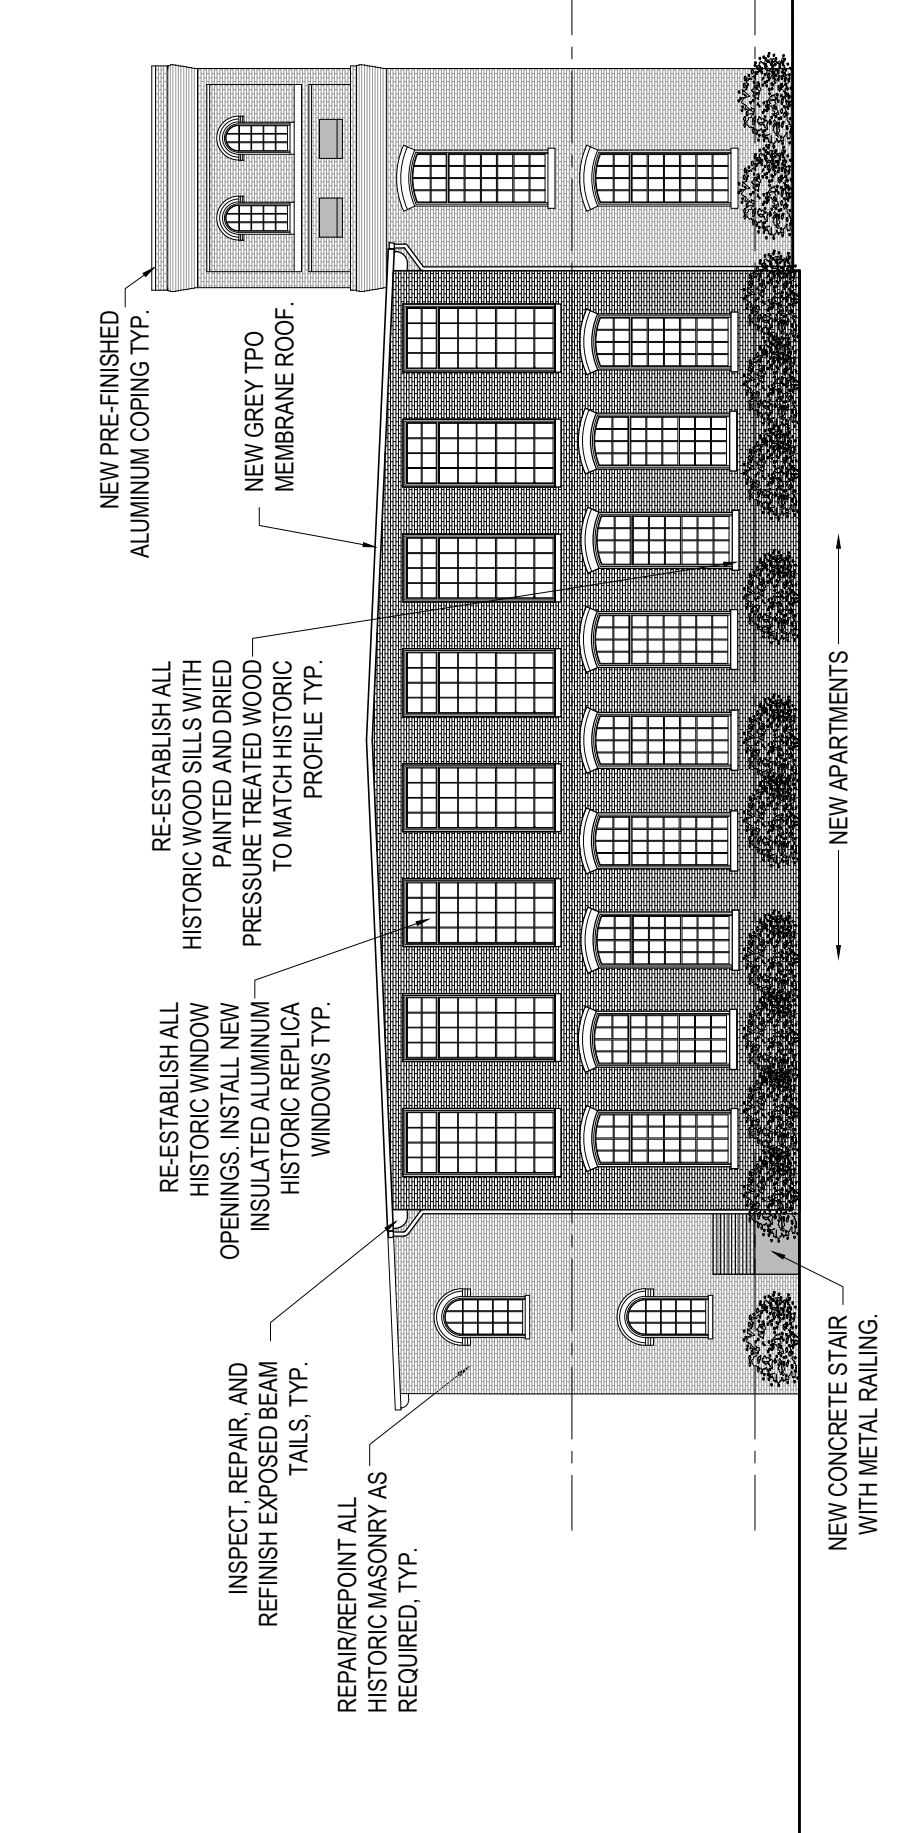 REPAIR/REPOINT ALL
HISTORIC MASONRY AS
REQUIRED, TYP.
INSPECT, REPAIR, AND
REFINISH EXPOSED BEAM
TAILS, TYP.
RE-ESTABLISH ALL
HISTORIC WINDOW
OPENINGS. INSTALL NEW
INSULATED ALUMINUM
HISTORIC REPLICA
WINDOWS TYP.
RE-ESTABLISH ALL
HISTORIC WOOD SILLS WITH
PAINTED AND DRIED
PRESSURE TREATED WOOD
TO MATCH HISTORIC
PROFILE TYP.
NEW GREY TPO
MEMBRANE ROOF.
NEW PRE-FINISHED
ALUMINUM COPING TYP.
NEW CONCRETE STAIR
WITH METAL RAILING.
NEW APARTMENTS